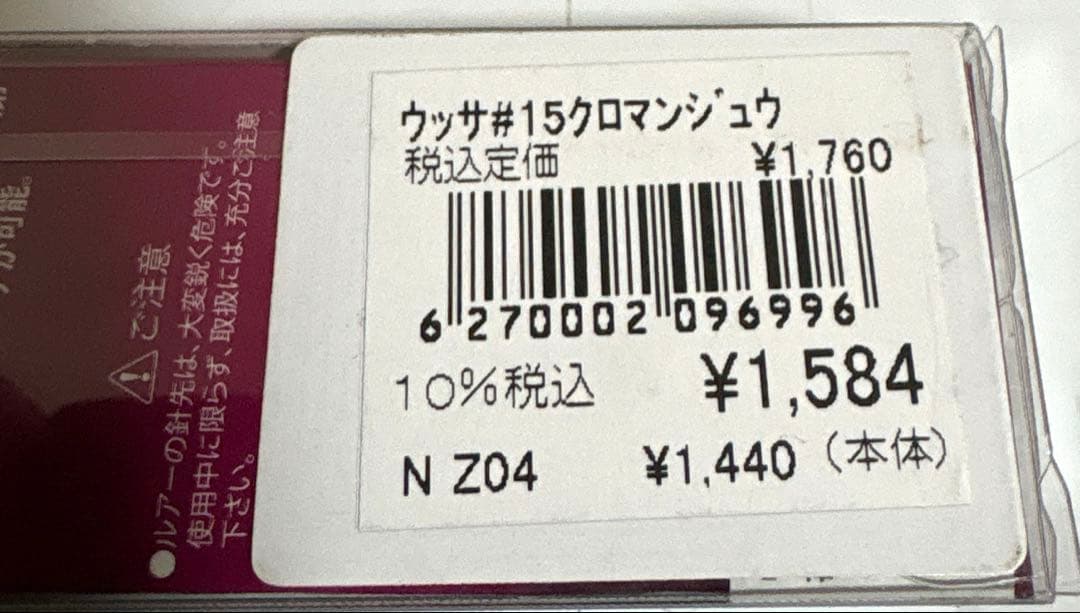 ウッサ#15クロマンジュウ
税込定価 ¥1,760
6 270002 096996
10%税込 ¥1,584
N Z04 ¥1,440 (本体)
が可能。
⚠ご注意
●ルアーの針先は、大変鋭く危険です。
使用中に限らず、取扱には、充分ご注意
下さい。